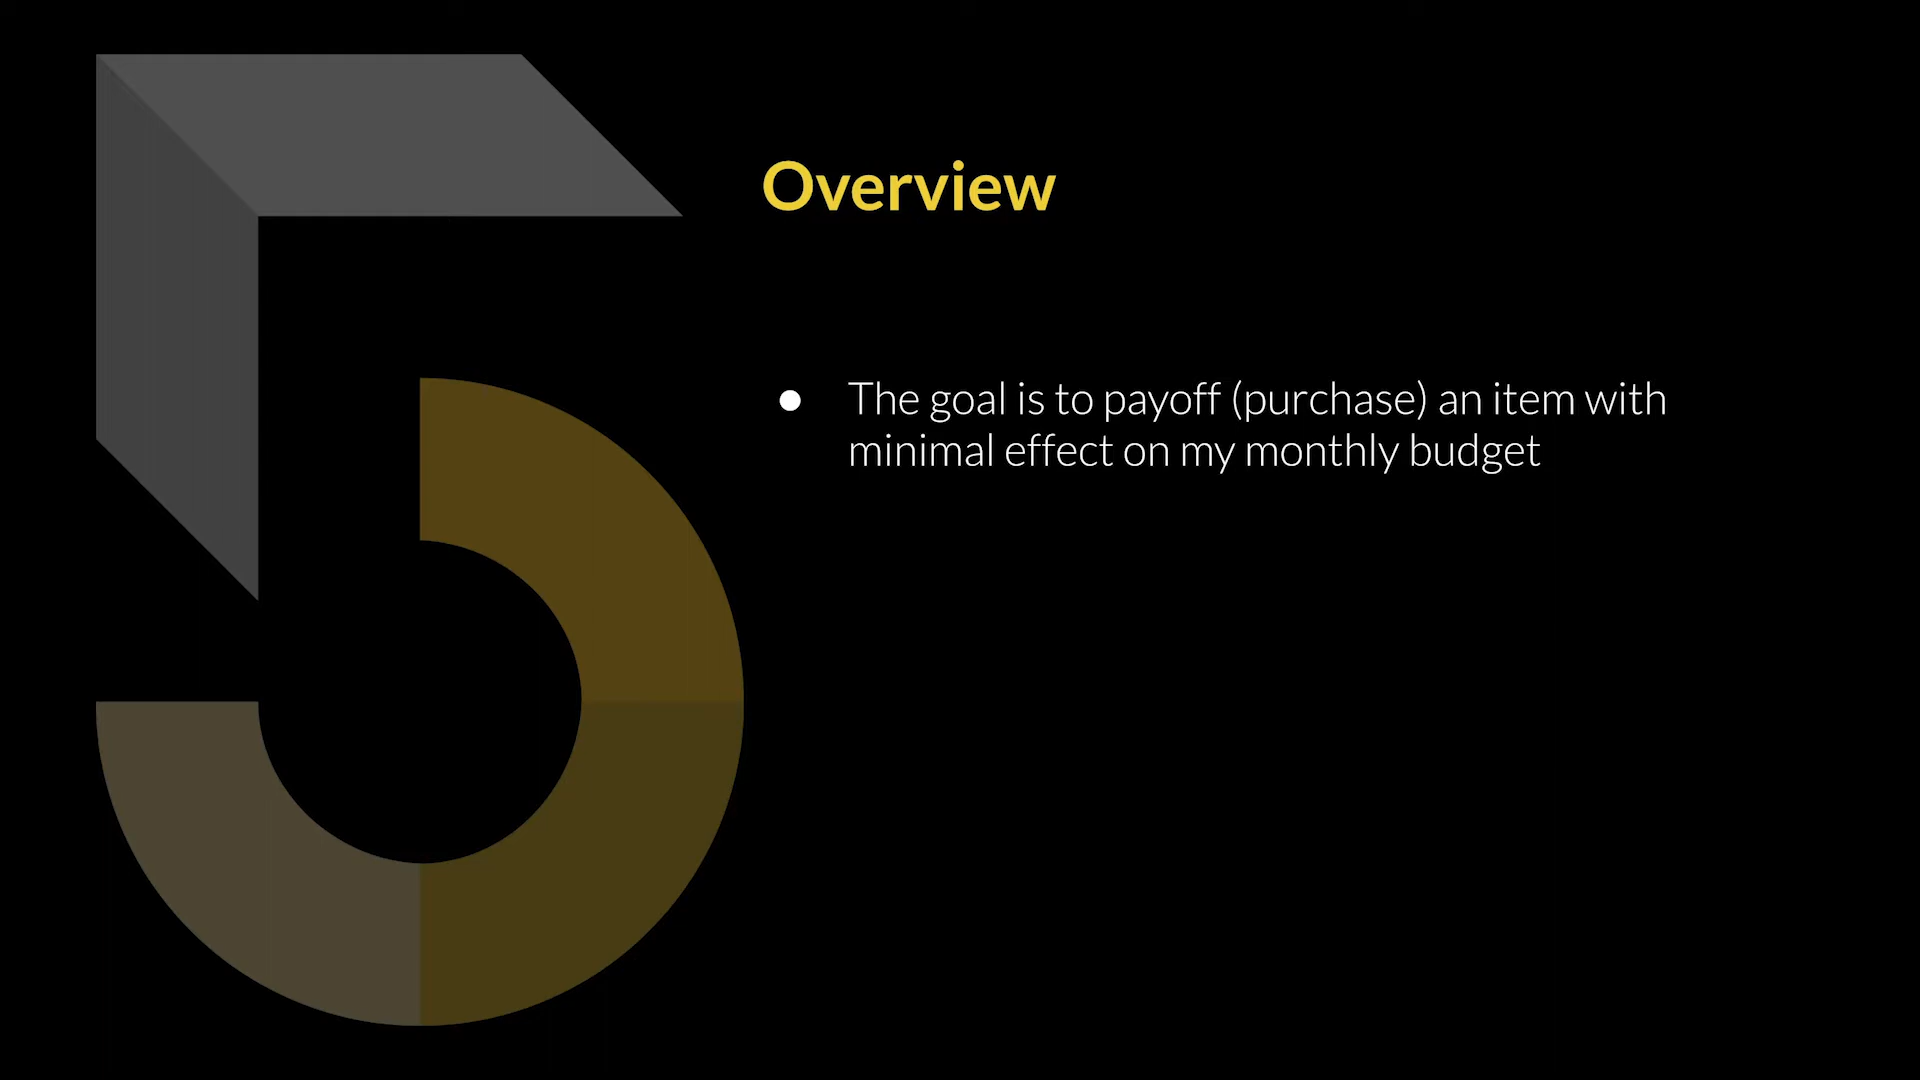 Overview
● The goal is to payoff (purchase) an item with
minimal effect on my monthly budget